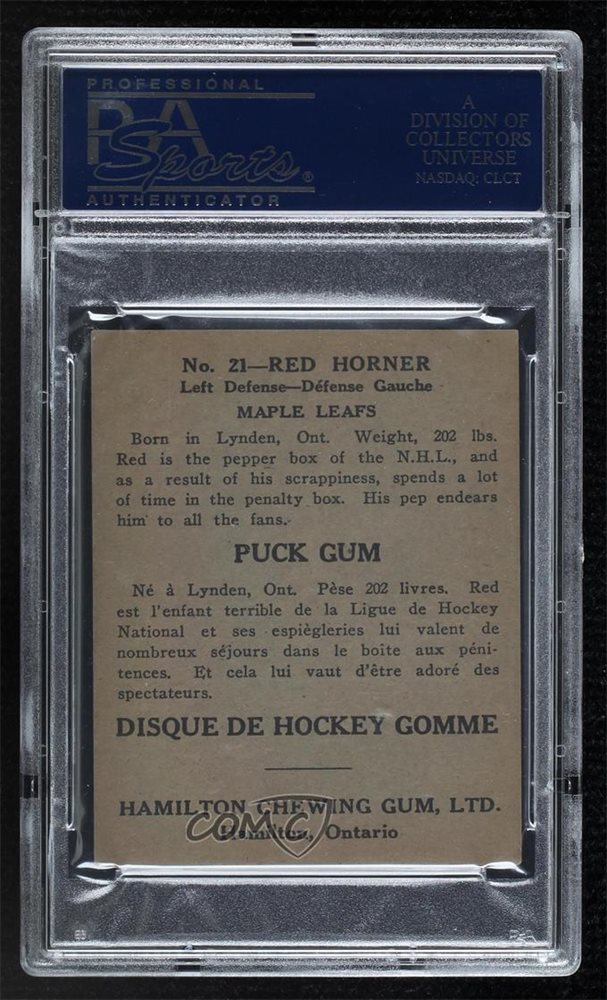 PROFESSIONAL
PSA
Sports®
AUTHENTICATOR
A
DIVISION OF
COLLECTORS
UNIVERSE
NASDAQ: CLCT
No. 21—RED HORNER
Left Defense—Défense Gauche
MAPLE LEAFS
Born in Lynden, Ont. Weight, 202 lbs.
Red is the pepper box of the N.H.L., and
as a result of his scrappiness, spends a lot
of time in the penalty box. His pep endears
him to all the fans.
PUCK GUM
Né à Lynden, Ont. Pèse 202 livres. Red
est l'enfant terrible de la Ligue de Hockey
National et ses espiègleries lui valent de
nombreux séjours dans le boîte aux péni-
tences. Et cela lui vaut d'être adoré des
spectateurs.
DISQUE DE HOCKEY GOMME
HAMILTON CHEWING GUM, LTD.
COMC
Hamilton, Ontario
PSA